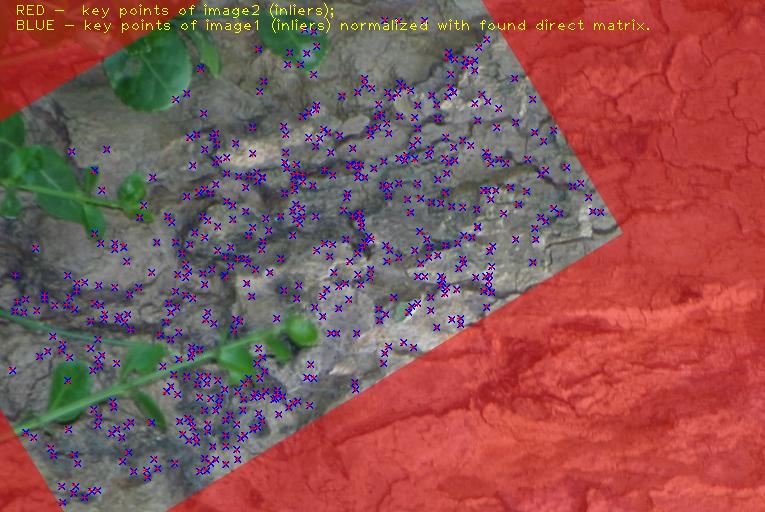 RED -  key points of image2 (inliers);
BLUE - key points of image1 (inliers) normalized with found direct matrix.